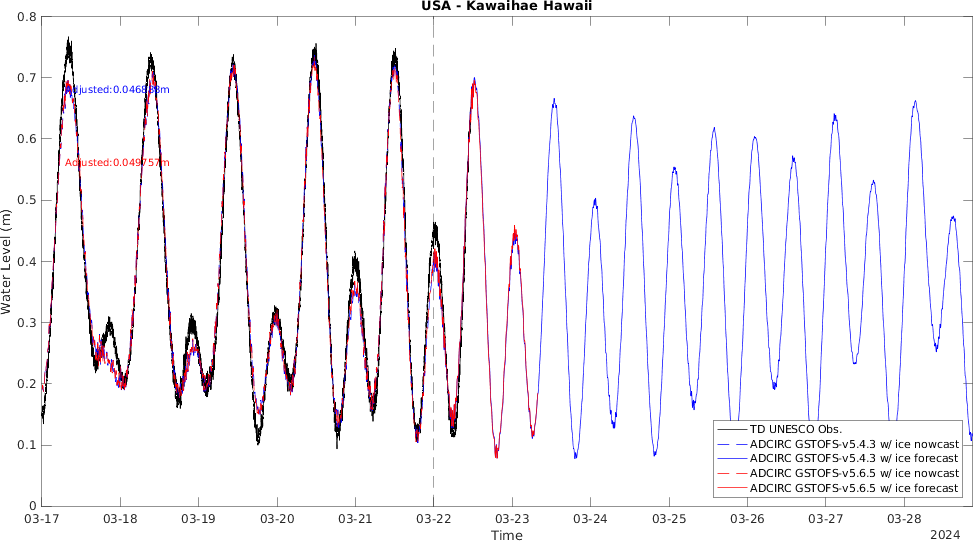 USA - Kawaihae Hawaii
0.8
0.7
0.6
0.5
0.4
0.3
0.2
0.1
0
Water Level (m)
Adjusted:0.049757m
TD UNESCO Obs.
ADCIRC GSTOFS-v5.4.3 w/ ice nowcast
ADCIRC GSTOFS-v5.4.3 w/ ice forecast
ADCIRC GSTOFS-v5.6.5 w/ ice nowcast
ADCIRC GSTOFS-v5.6.5 w/ ice forecast
03-17 03-18 03-19 03-20 03-21 03-22 03-23 03-24 03-25 03-26 03-27 03-28
Time
2024